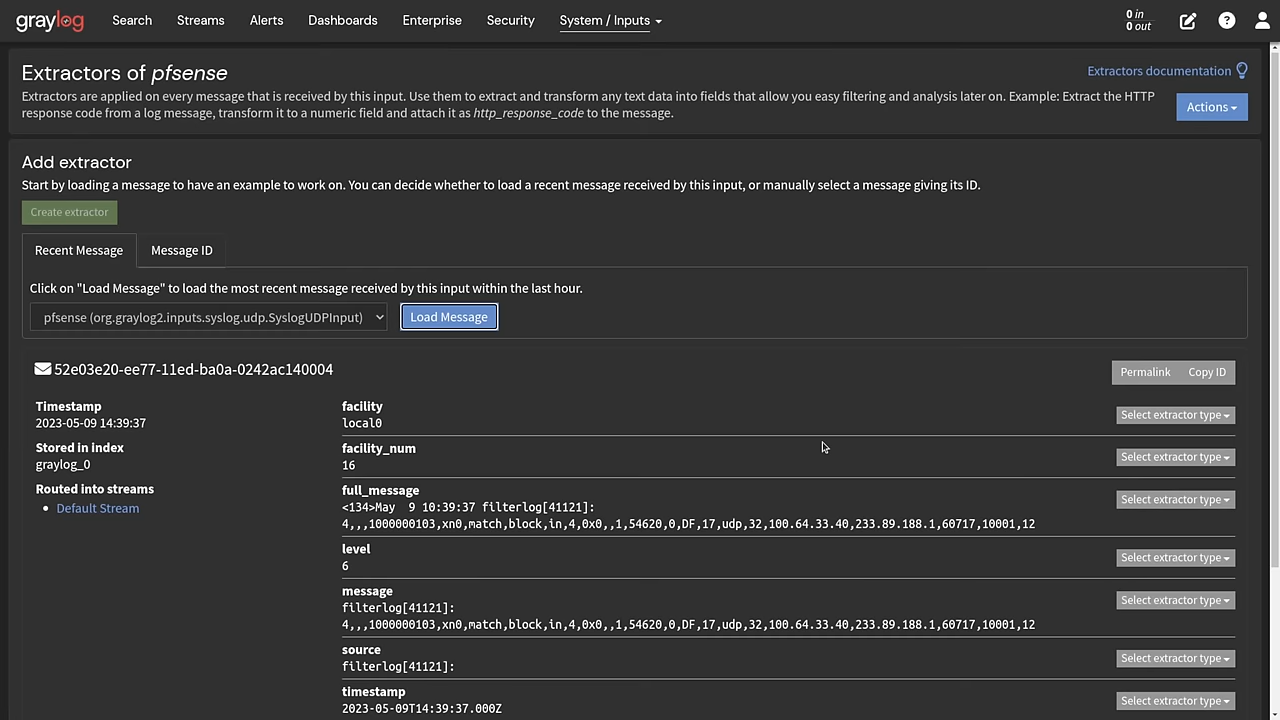 graylog Search Streams Alerts Dashboards Enterprise Security System / Inputs 0 in
0 out
Extractors of pfsense
Extractors documentation
Extractors are applied on every message that is received by this input. Use them to extract and transform any text data into fields that allow you easy filtering and analysis later on. Example: Extract the HTTP
response code from a log message, transform it to a numeric field and attach it as http_response_code to the message.
Actions
Add extractor
Start by loading a message to have an example to work on. You can decide whether to load a recent message received by this input, or manually select a message giving its ID.
Create extractor
Recent Message Message ID
Click on "Load Message" to load the most recent message received by this input within the last hour.
pfsense (org.graylog2.inputs.syslog.udp.SyslogUDPInput) Load Message
52e03e20-ee77-11ed-ba0a-0242ac140004
Permalink Copy ID
Timestamp
2023-05-09 14:39:37
Stored in index
graylog_0
Routed into streams
Default Stream
facility
local0
Select extractor type
facility_num
16
Select extractor type
full_message
<134>May  9 10:39:37 filterlog[41121]:
4,,,1000000103,xn0,match,block,in,4,0x0,,1,54620,0,DF,17,udp,32,100.64.33.40,233.89.188.1,60717,10001,12
Select extractor type
level
6
Select extractor type
message
filterlog[41121]:
4,,,1000000103,xn0,match,block,in,4,0x0,,1,54620,0,DF,17,udp,32,100.64.33.40,233.89.188.1,60717,10001,12
Select extractor type
source
filterlog[41121]:
Select extractor type
timestamp
2023-05-09T14:39:37.000Z
Select extractor type